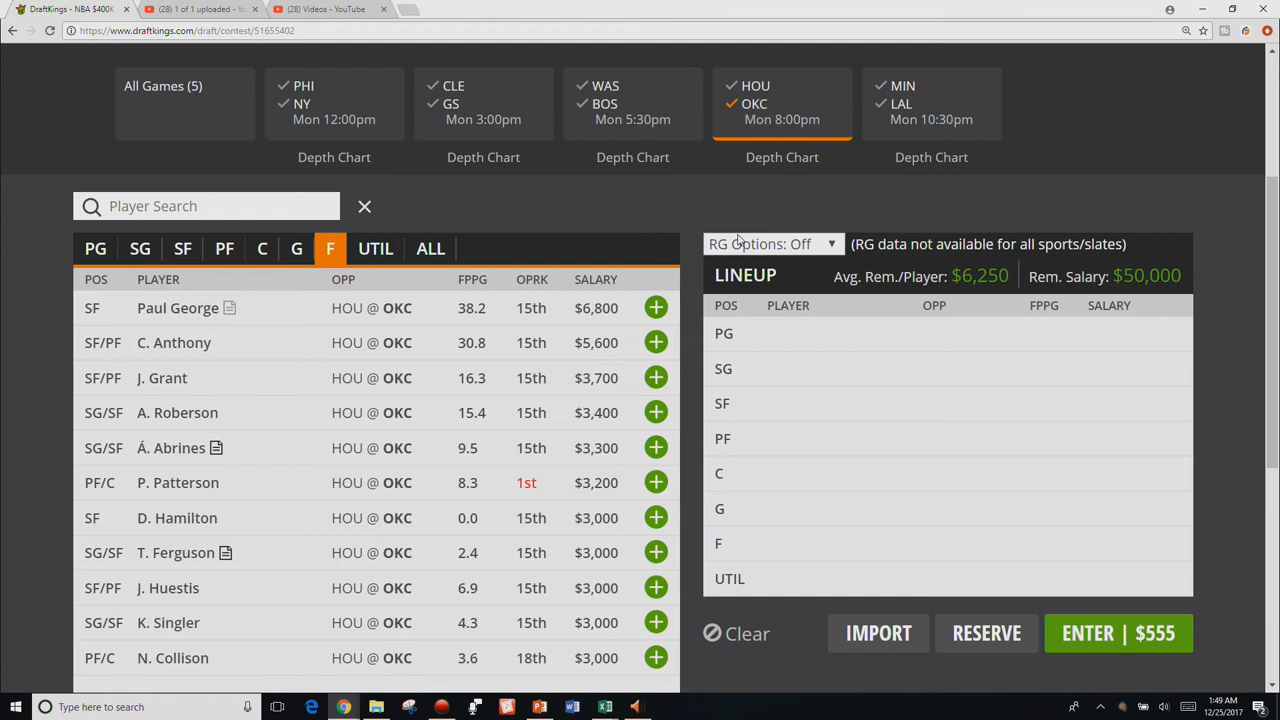 DraftKings - NBA $400K
(28) 1 of 1 uploaded - You
(28) Videos - YouTube
https://www.draftkings.com/draft/contest/51655402
All Games (5)
PHI
NY
Mon 12:00pm
CLE
GS
Mon 3:00pm
WAS
BOS
Mon 5:30pm
HOU
OKC
Mon 8:00pm
MIN
LAL
Mon 10:30pm
Depth Chart Depth Chart Depth Chart Depth Chart Depth Chart
Player Search
PG SG SF PF C G F UTIL ALL
POS PLAYER OPP FPPG OPRK SALARY
SF Paul George HOU @ OKC 38.2 15th $6,800
SF/PF C. Anthony HOU @ OKC 30.8 15th $5,600
SF/PF J. Grant HOU @ OKC 16.3 15th $3,700
SG/SF A. Roberson HOU @ OKC 15.4 15th $3,400
SG/SF Á. Abrines HOU @ OKC 9.5 15th $3,300
PF/C P. Patterson HOU @ OKC 8.3 1st $3,200
SF D. Hamilton HOU @ OKC 0.0 15th $3,000
SG/SF T. Ferguson HOU @ OKC 2.4 15th $3,000
SF/PF J. Huestis HOU @ OKC 6.9 15th $3,000
SG/SF K. Singler HOU @ OKC 4.3 15th $3,000
PF/C N. Collison HOU @ OKC 3.6 18th $3,000
RG Options: Off (RG data not available for all sports/slates)
LINEUP Avg. Rem./Player: $6,250 Rem. Salary: $50,000
POS PLAYER OPP FPPG SALARY
PG
SG
SF
PF
C
G
F
UTIL
Clear IMPORT RESERVE ENTER | $555
Type here to search
1:49 AM
12/25/2017